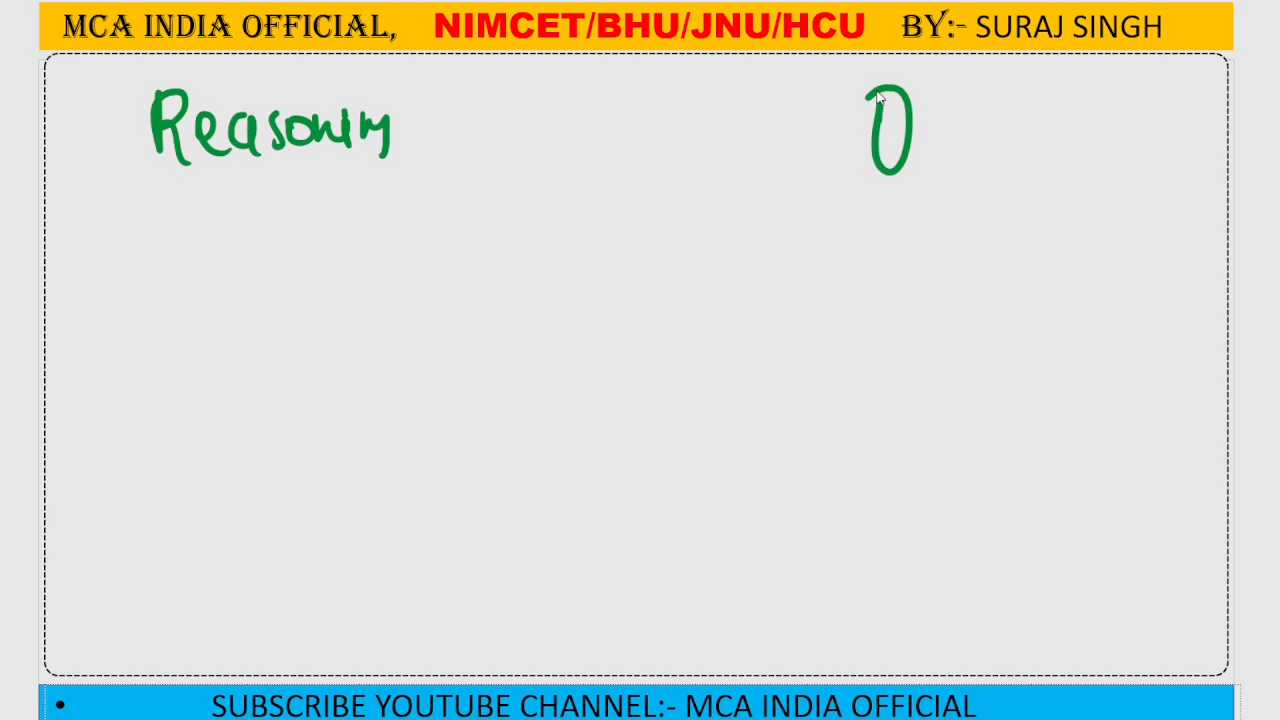 MCA INDIA OFFICIAL, NIMCET/BHU/JNU/HCU BY:- SURAJ SINGH
Reasoning
• SUBSCRIBE YOUTUBE CHANNEL:- MCA INDIA OFFICIAL